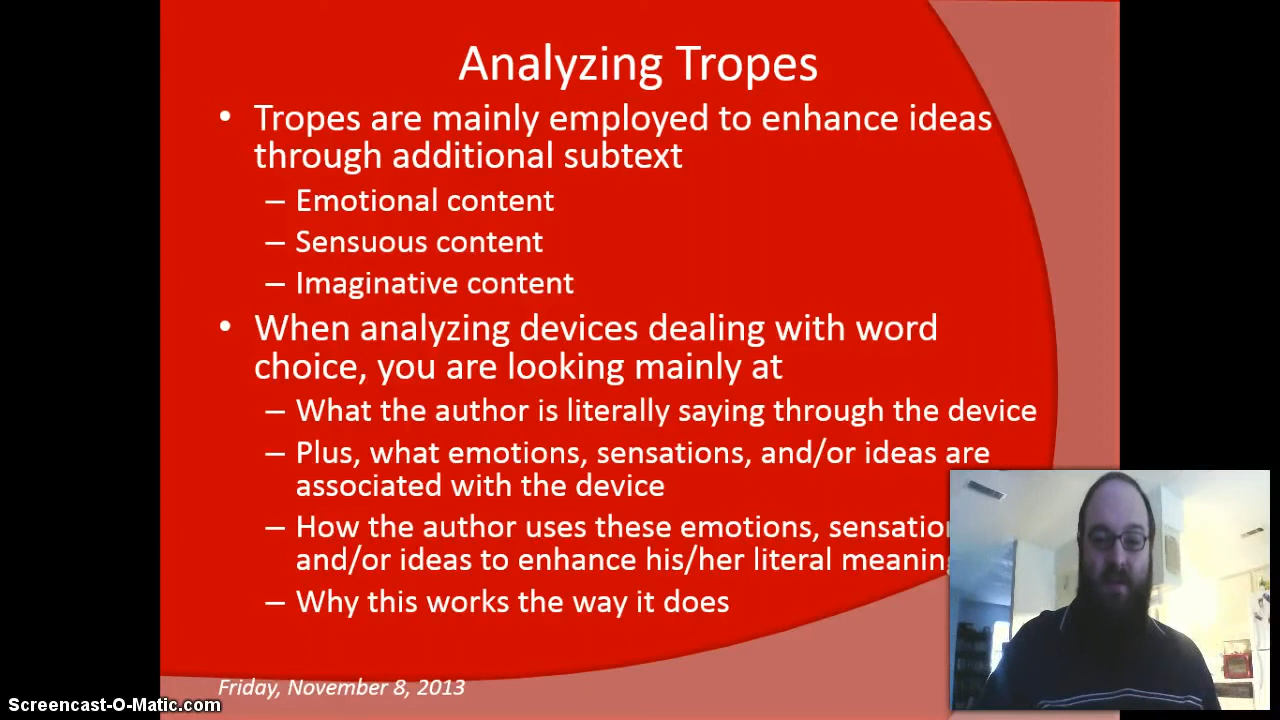 Analyzing Tropes
• Tropes are mainly employed to enhance ideas
through additional subtext
– Emotional content
– Sensuous content
– Imaginative content
• When analyzing devices dealing with word
choice, you are looking mainly at
– What the author is literally saying through the device
– Plus, what emotions, sensations, and/or ideas are
associated with the device
– How the author uses these emotions,
and/or ideas to enhance his/her literal
– Why this works the way it does
Friday, November 8, 2013
Screencast-O-Matic.com